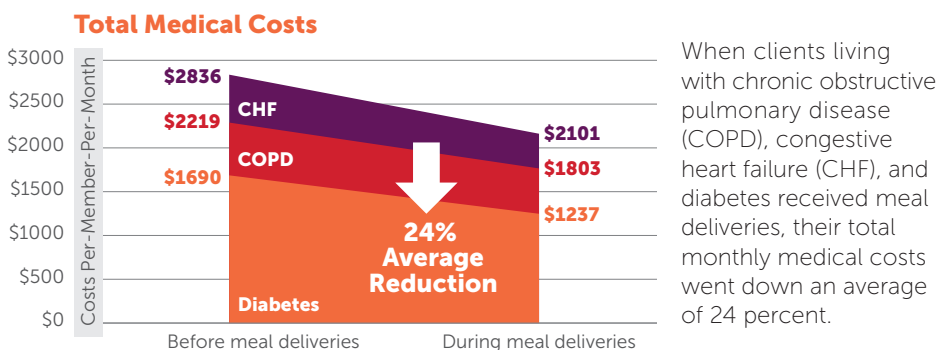 Total Medical Costs
$3000
$2500
$2000
$1500
$1000
$500
$0
Costs Per-Member-Per-Month
$2836
$2219
$1690
CHF
COPD
Diabetes
24%
Average
Reduction
$2101
$1803
$1237
Before meal deliveries
During meal deliveries
When clients living
with chronic obstructive
pulmonary disease
(COPD), congestive
heart failure (CHF), and
diabetes received meal
deliveries, their total
monthly medical costs
went down an average
of 24 percent.